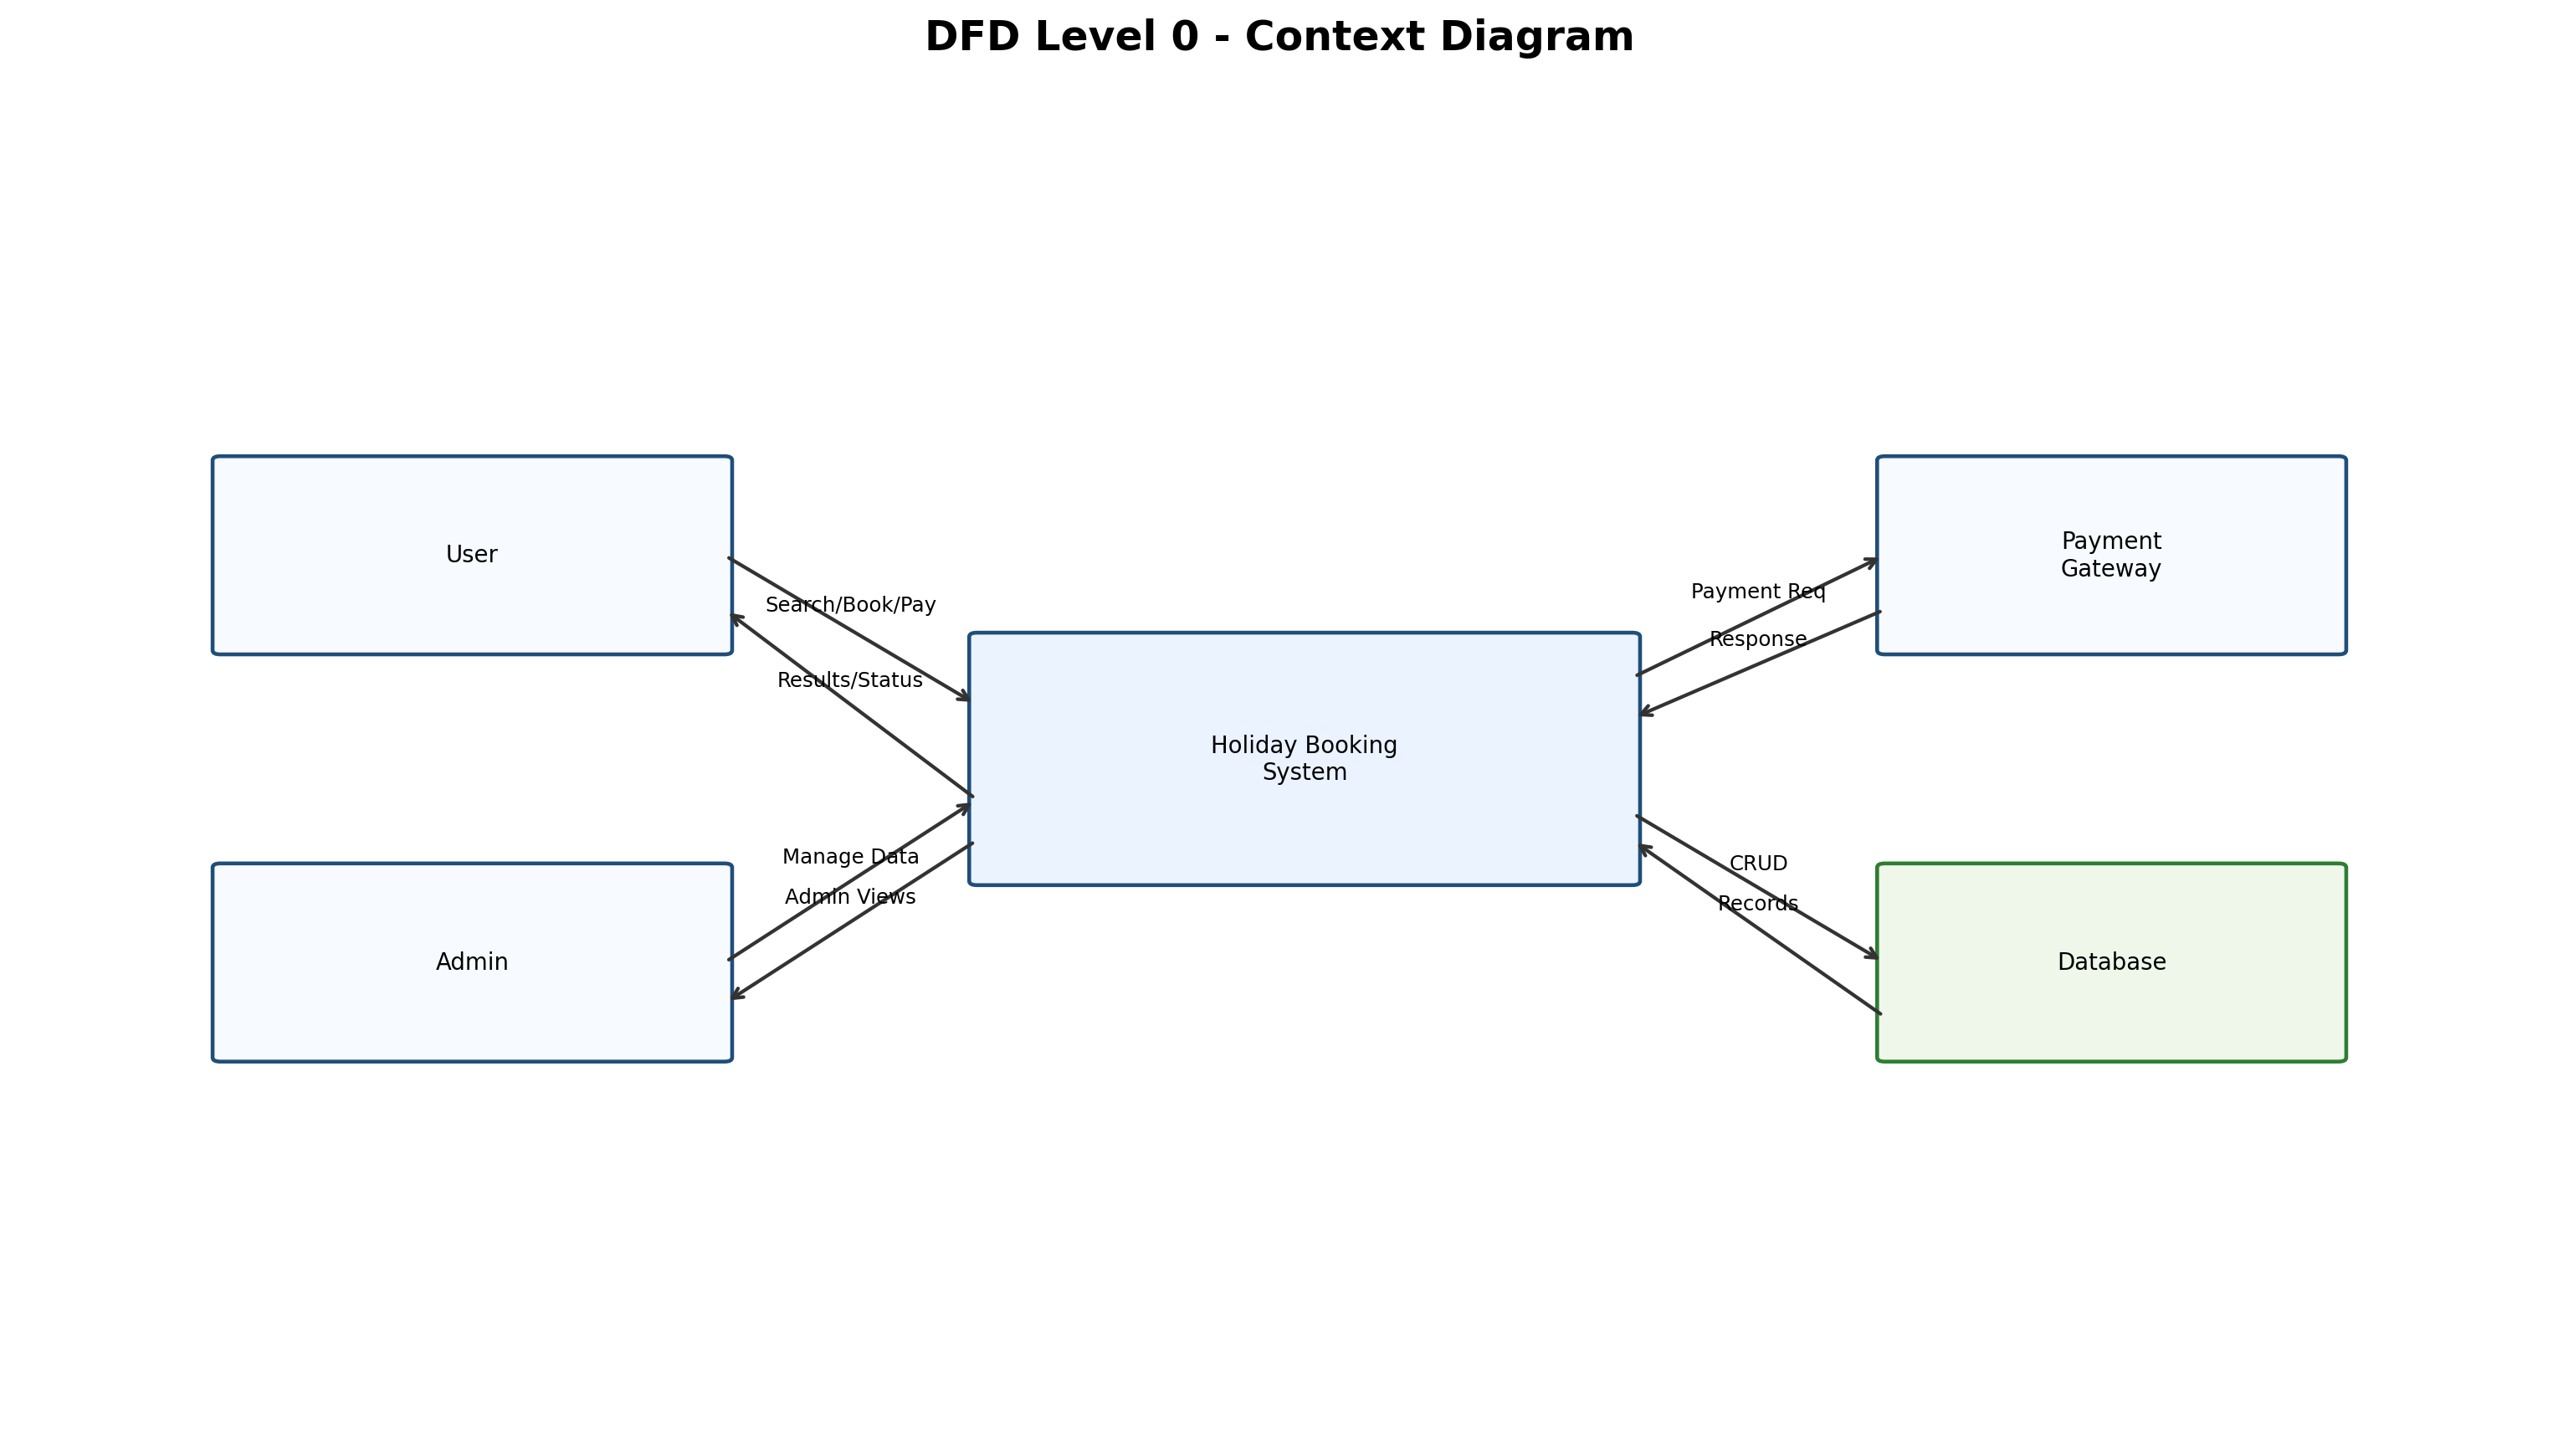 DFD Level 0 - Context Diagram
User
Search/Book/Pay
Results/Status
Payment Req
Response
Payment
Gateway
Holiday Booking
System
Manage Data
Admin Views
Admin
CRUD
Records
Database